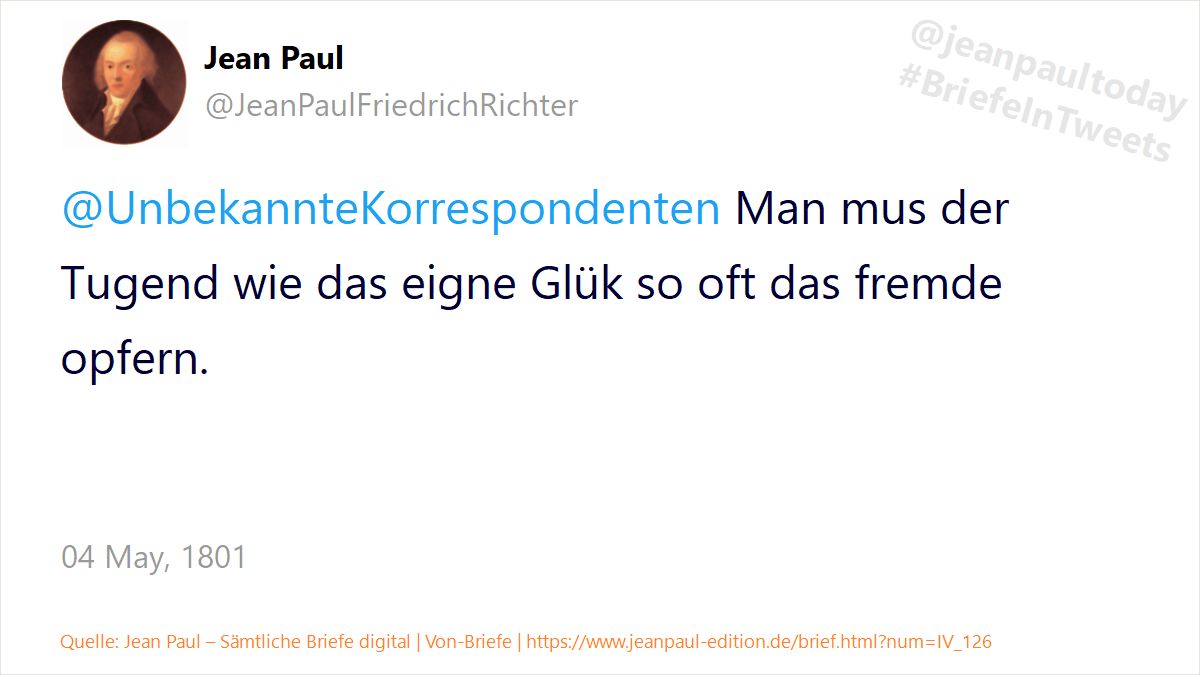 Jean Paul
@JeanPaulFriedrichRichter
@jeanpaultoday
#BriefeInTweets
@UnbekannteKorrespondenten Man mus der
Tugend wie das eigne Glük so oft das fremde
opfern.
04 May, 1801
Quelle: Jean Paul – Sämtliche Briefe digital | Von-Briefe | https://www.jeanpaul-edition.de/brief.html?num=IV_126